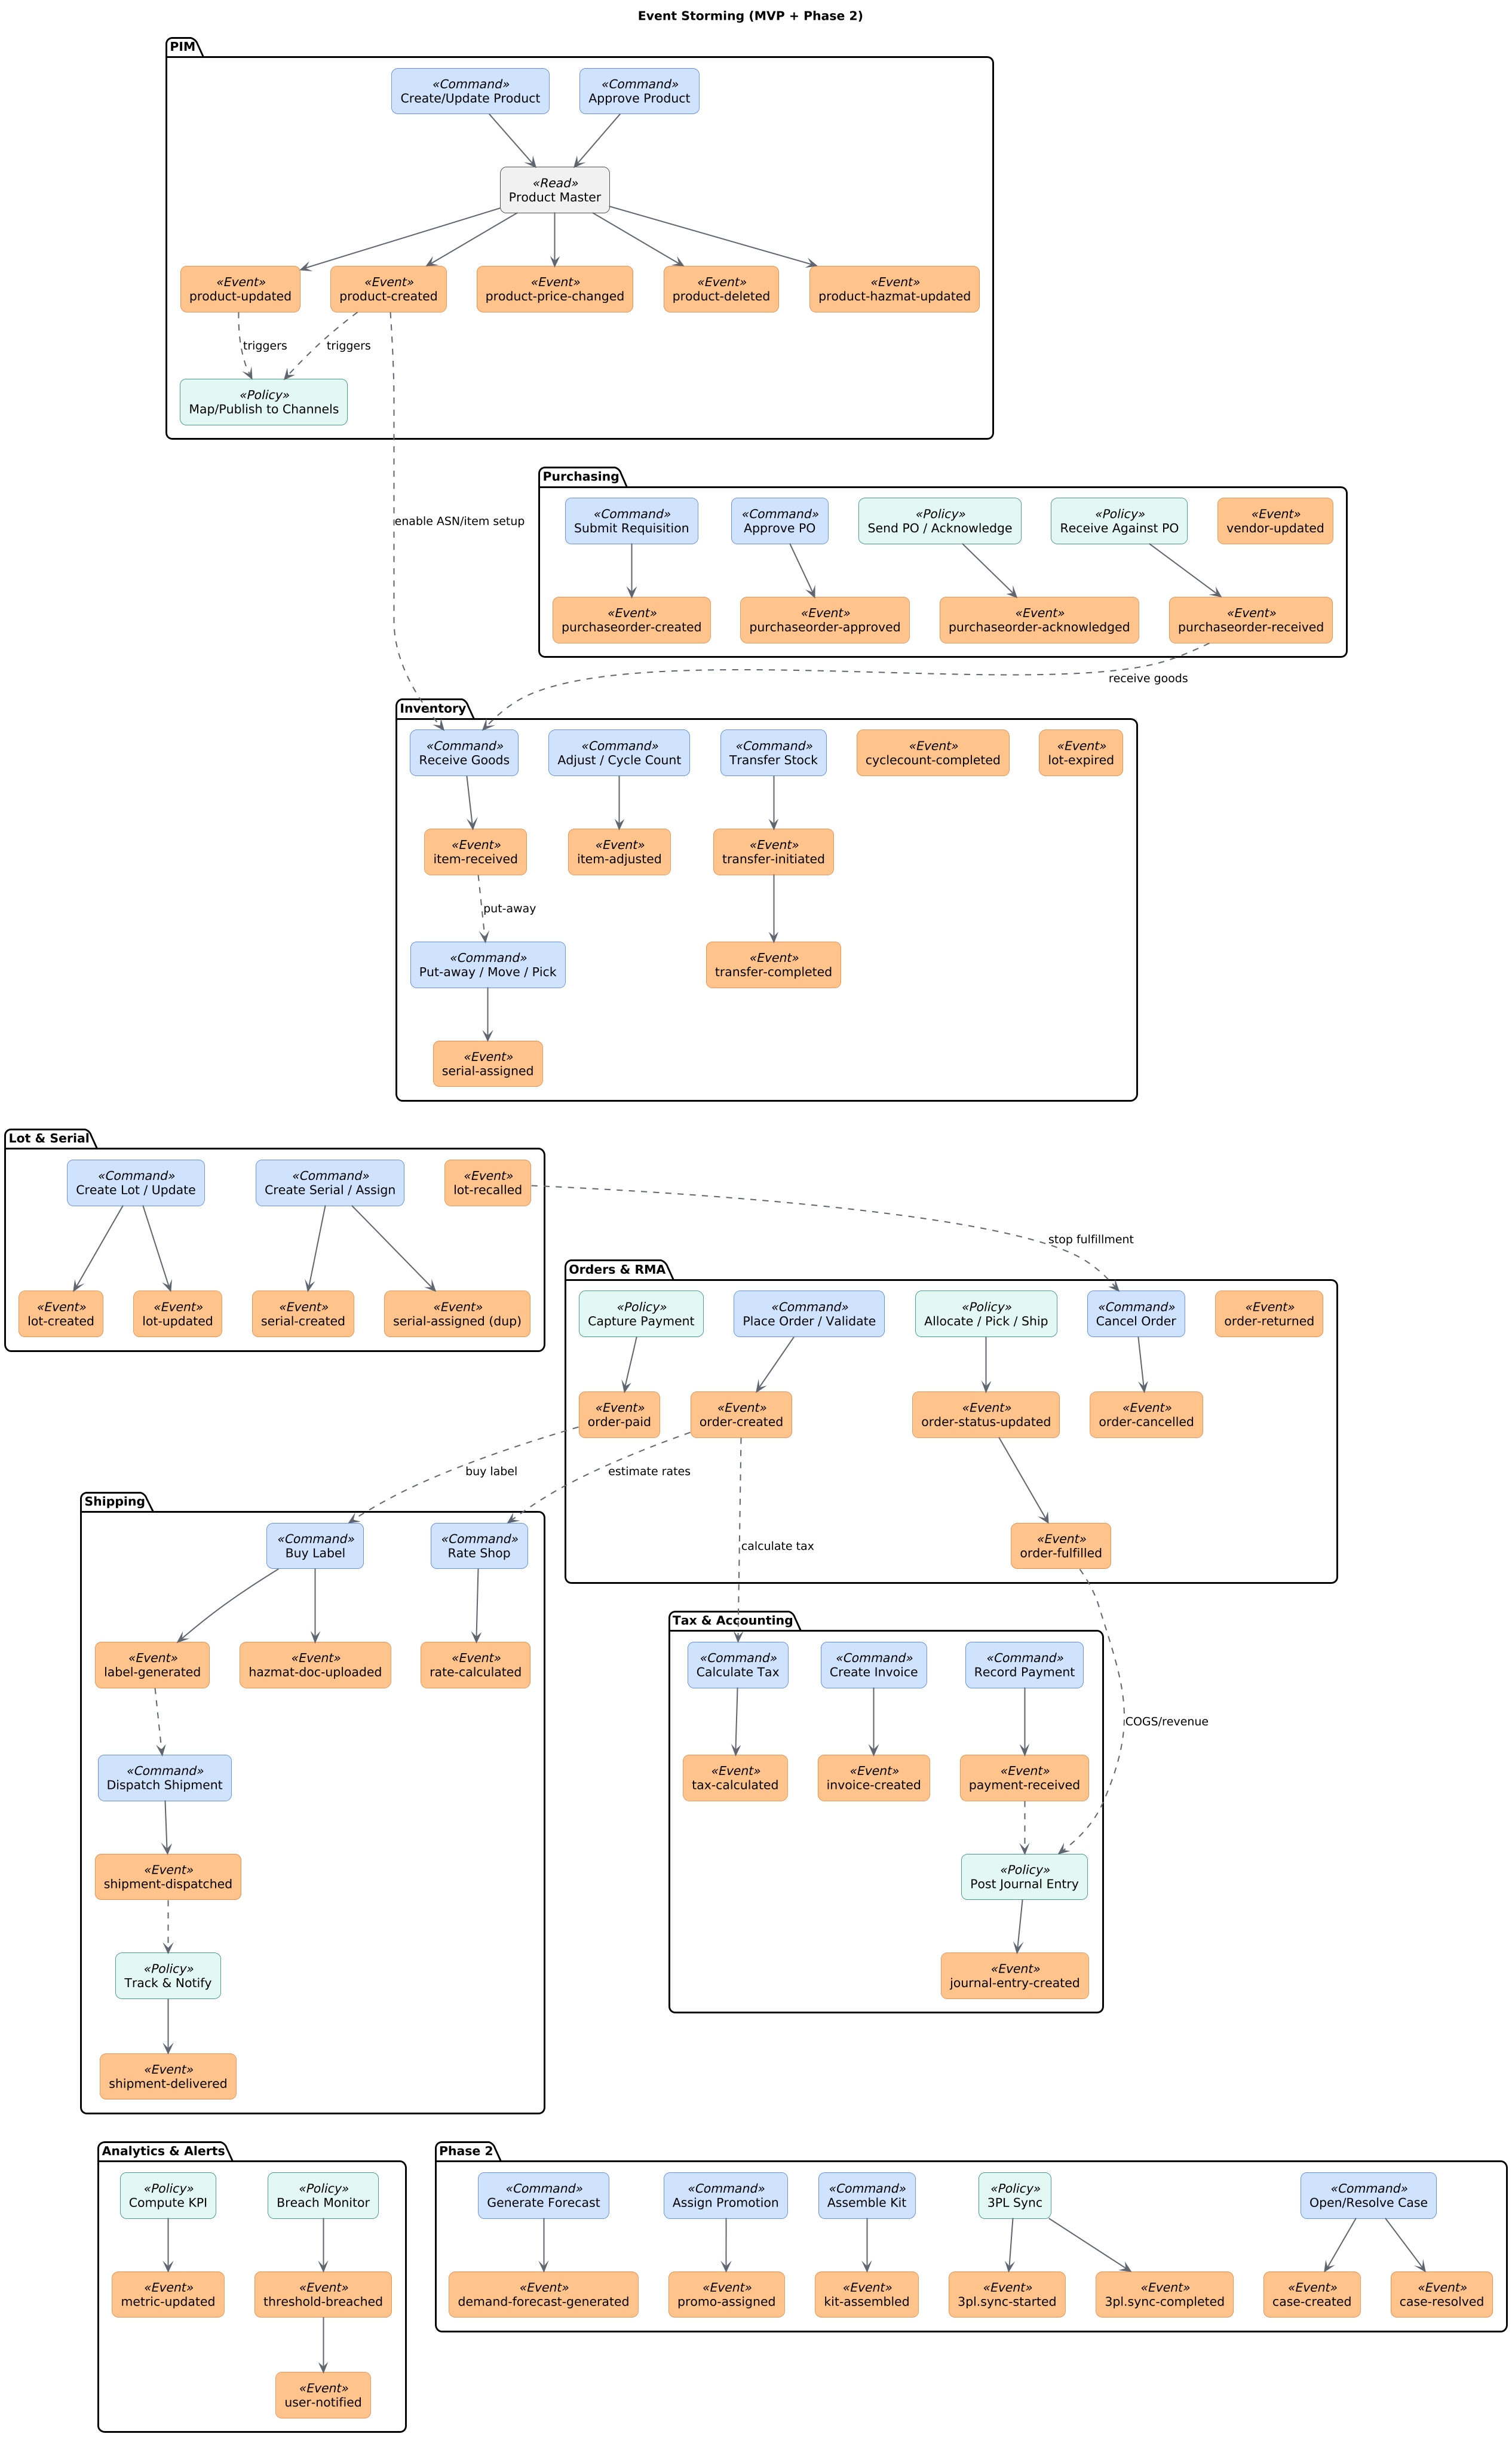 Event Storming (MVP + Phase 2)
PIM
«Command»
Create/Update Product
«Command»
Approve Product
«Read»
Product Master
«Event»
product-updated
«Event»
product-created
«Event»
product-price-changed
«Event»
product-deleted
«Event»
product-hazmat-updated
triggers
triggers
«Policy»
Map/Publish to Channels
enable ASN/item setup
Purchasing
«Command»
Submit Requisition
«Command»
Approve PO
«Policy»
Send PO / Acknowledge
«Policy»
Receive Against PO
«Event»
vendor-updated
«Event»
purchaseorder-created
«Event»
purchaseorder-approved
«Event»
purchaseorder-acknowledged
«Event»
purchaseorder-received
receive goods
Inventory
«Command»
Receive Goods
«Command»
Adjust / Cycle Count
«Command»
Transfer Stock
«Event»
cyclecount-completed
«Event»
lot-expired
«Event»
item-received
«Event»
item-adjusted
«Event»
transfer-initiated
put-away
«Command»
Put-away / Move / Pick
«Event»
transfer-completed
«Event»
serial-assigned
Lot & Serial
«Command»
Create Lot / Update
«Command»
Create Serial / Assign
«Event»
lot-recalled
stop fulfillment
«Event»
lot-created
«Event»
lot-updated
«Event»
serial-created
«Event»
serial-assigned (dup)
Orders & RMA
«Policy»
Capture Payment
«Command»
Place Order / Validate
«Policy»
Allocate / Pick / Ship
«Command»
Cancel Order
«Event»
order-returned
«Event»
order-paid
«Event»
order-created
«Event»
order-status-updated
«Event»
order-cancelled
buy label
estimate rates
calculate tax
«Event»
order-fulfilled
Shipping
«Command»
Buy Label
«Command»
Rate Shop
«Event»
label-generated
«Event»
hazmat-doc-uploaded
«Event»
rate-calculated
«Command»
Dispatch Shipment
«Event»
shipment-dispatched
«Policy»
Track & Notify
«Event»
shipment-delivered
Tax & Accounting
«Command»
Calculate Tax
«Command»
Create Invoice
«Command»
Record Payment
COGS/revenue
«Event»
tax-calculated
«Event»
invoice-created
«Event»
payment-received
«Policy»
Post Journal Entry
«Event»
journal-entry-created
Analytics & Alerts
«Policy»
Compute KPI
«Policy»
Breach Monitor
«Event»
metric-updated
«Event»
threshold-breached
«Event»
user-notified
Phase 2
«Command»
Generate Forecast
«Command»
Assign Promotion
«Command»
Assemble Kit
«Policy»
3PL Sync
«Command»
Open/Resolve Case
«Event»
demand-forecast-generated
«Event»
promo-assigned
«Event»
kit-assembled
«Event»
3pl.sync-started
«Event»
3pl.sync-completed
«Event»
case-created
«Event»
case-resolved